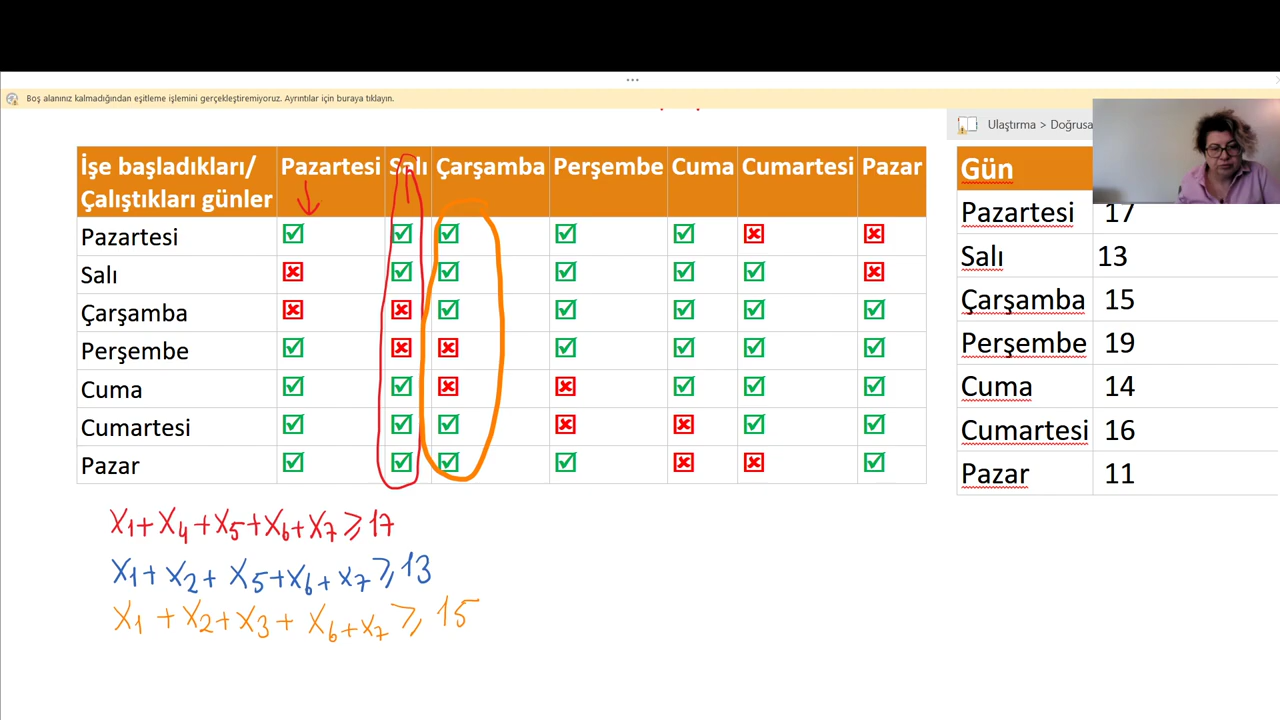 Boş alanınız kalmadığından eşitleme işlemini gerçekleştiremiyoruz. Ayrıntılar için buraya tıklayın.
Ulaştırma > Doğrusa
İşe başladıkları/ Pazartesi Salı Çarşamba Perşembe Cuma Cumartesi Pazar
Çalıştıkları günler
Pazartesi
Salı
Çarşamba
Perşembe
Cuma
Cumartesi
Pazar
Gün
Pazartesi 17
Salı 13
Çarşamba 15
Perşembe 19
Cuma 14
Cumartesi 16
Pazar 11
X1+X4+X5+X6+X7≥17
X1+X2+X5+X6+X7≥13
X1+X2+X3+X6+X7≥15